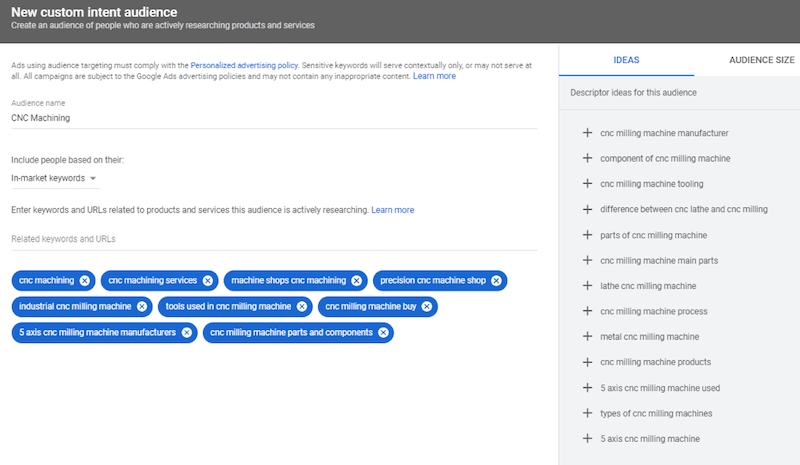 New custom intent audience
Create an audience of people who are actively researching products and services
Ads using audience targeting must comply with the Personalized advertising policy. Sensitive keywords will serve contextually only, or may not serve at
all. All campaigns are subject to the Google Ads advertising policies and may not contain any inappropriate content. Learn more
Audience name
CNC Machining
Include people based on their:
In-market keywords
Enter keywords and URLs related to products and services this audience is actively researching. Learn more
Related keywords and URLs
cnc machining
cnc machining services
machine shops cnc machining
precision cnc machine shop
industrial cnc milling machine
tools used in cnc milling machine
cnc milling machine buy
5 axis cnc milling machine manufacturers
cnc milling machine parts and components
IDEAS
AUDIENCE SIZE
Descriptor ideas for this audience
cnc milling machine manufacturer
component of cnc milling machine
cnc milling machine tooling
difference between cnc lathe and cnc milling
parts of cnc milling machine
cnc milling machine main parts
lathe cnc milling machine
cnc milling machine process
metal cnc milling machine
cnc milling machine products
5 axis cnc milling machine used
types of cnc milling machines
5 axis cnc milling machine